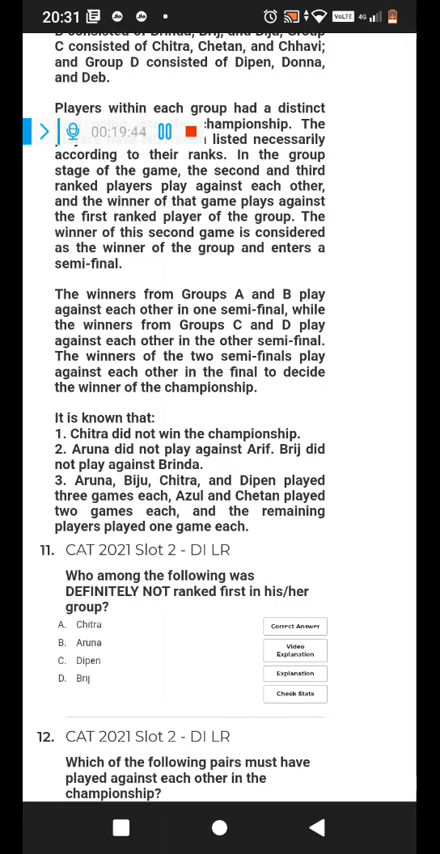 20:31
VoLTE 4G
B consisted of Brinda, Brij, and Biju; Group
C consisted of Chitra, Chetan, and Chhavi;
and Group D consisted of Dipen, Donna,
and Deb.
Players within each group had a distinct
championship. The
00:19:44
listed necessarily
according to their ranks. In the group
stage of the game, the second and third
ranked players play against each other,
and the winner of that game plays against
the first ranked player of the group. The
winner of this second game is considered
as the winner of the group and enters a
semi-final.
The winners from Groups A and B play
against each other in one semi-final, while
the winners from Groups C and D play
against each other in the other semi-final.
The winners of the two semi-finals play
against each other in the final to decide
the winner of the championship.
It is known that:
1. Chitra did not win the championship.
2. Aruna did not play against Arif. Brij did
not play against Brinda.
3. Aruna, Biju, Chitra, and Dipen played
three games each, Azul and Chetan played
two games each, and the remaining
players played one game each.
11. CAT 2021 Slot 2 - DI LR
Who among the following was
DEFINITELY NOT ranked first in his/her
group?
A. Chitra
B. Aruna
C. Dipen
D. Brij
Correct Answer
Video
Explanation
Explanation
Check Stats
12. CAT 2021 Slot 2 - DI LR
Which of the following pairs must have
played against each other in the
championship?